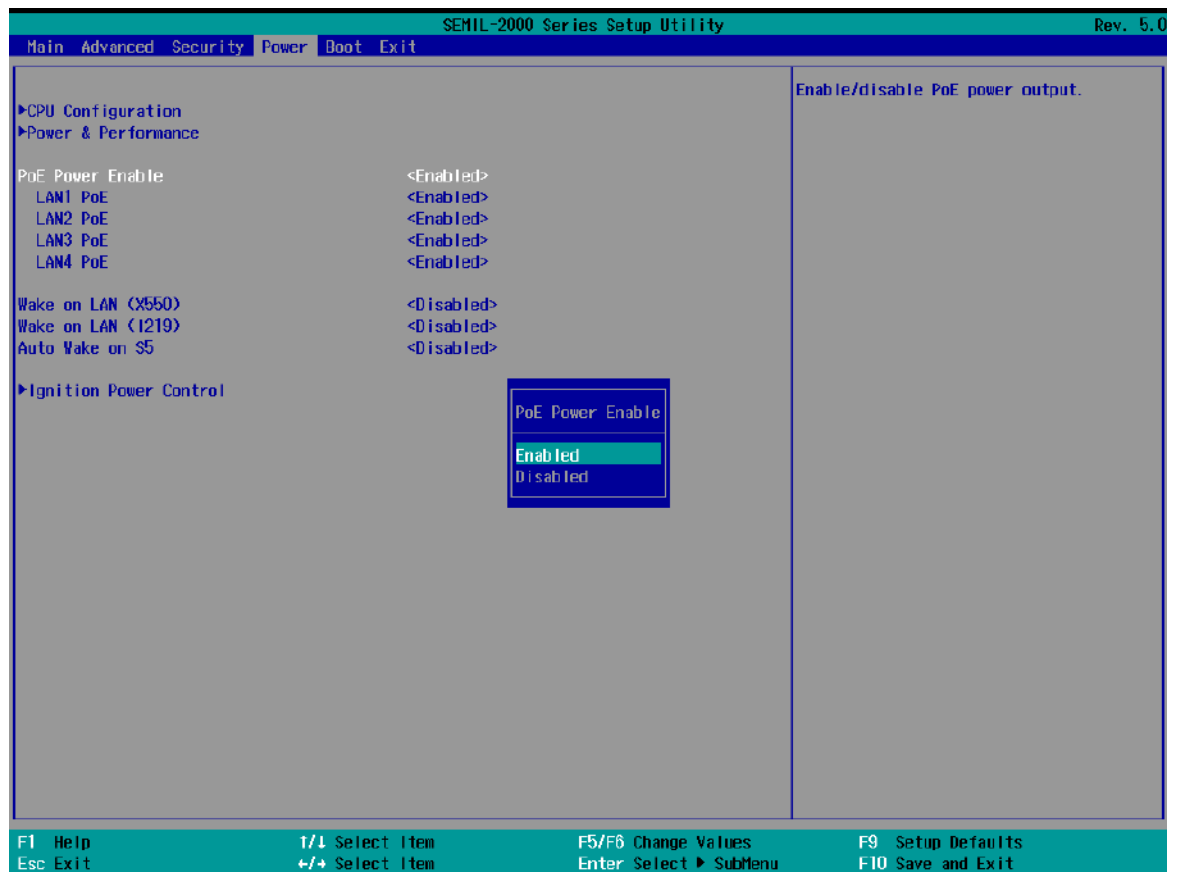 SEMIL-2000 Series Setup Utility Rev. 5.0
Main Advanced Security Power Boot Exit
Enable/disable PoE power output.
▶CPU Configuration
▶Power & Performance
PoE Power Enable <Enabled>
LAN1 PoE <Enabled>
LAN2 PoE <Enabled>
LAN3 PoE <Enabled>
LAN4 PoE <Enabled>
Wake on LAN (X550) <Disabled>
Wake on LAN (I219) <Disabled>
Auto Wake on S5 <Disabled>
▶Ignition Power Control
PoE Power Enable
Enabled
Disabled
F1 Help ↑/↓ Select Item F5/F6 Change Values F9 Setup Defaults
Esc Exit ←/→ Select Item Enter Select ▶ SubMenu F10 Save and Exit